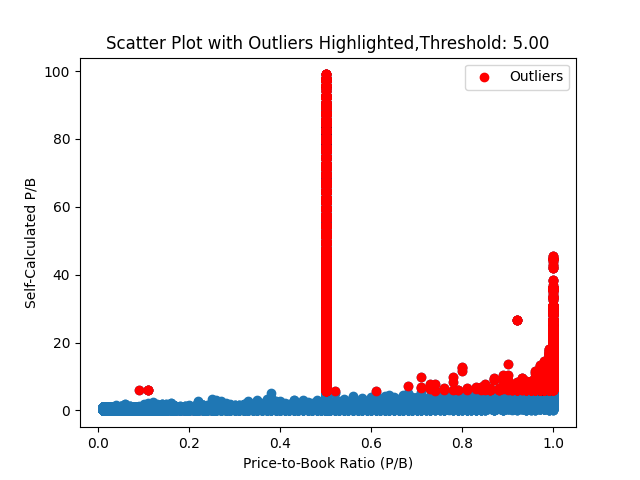 Scatter Plot with Outliers Highlighted,Threshold: 5.00
Outliers
100
80
60
40
20
0
Self-Calculated P/B
0.0 0.2 0.4 0.6 0.8 1.0
Price-to-Book Ratio (P/B)